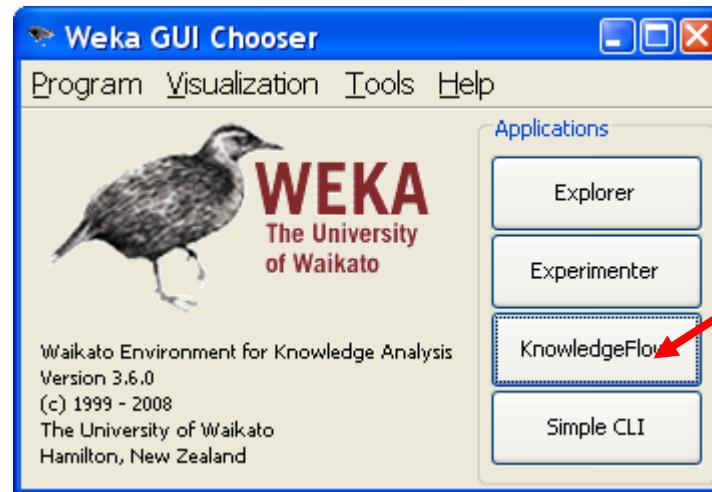 Weka GUI Chooser
Program Visualization Tools Help
Applications
WEKA
The University
of Waikato
Explorer
Experimenter
KnowledgeFlow
Simple CLI
Waikato Environment for Knowledge Analysis
Version 3.6.0
(c) 1999 - 2008
The University of Waikato
Hamilton, New Zealand